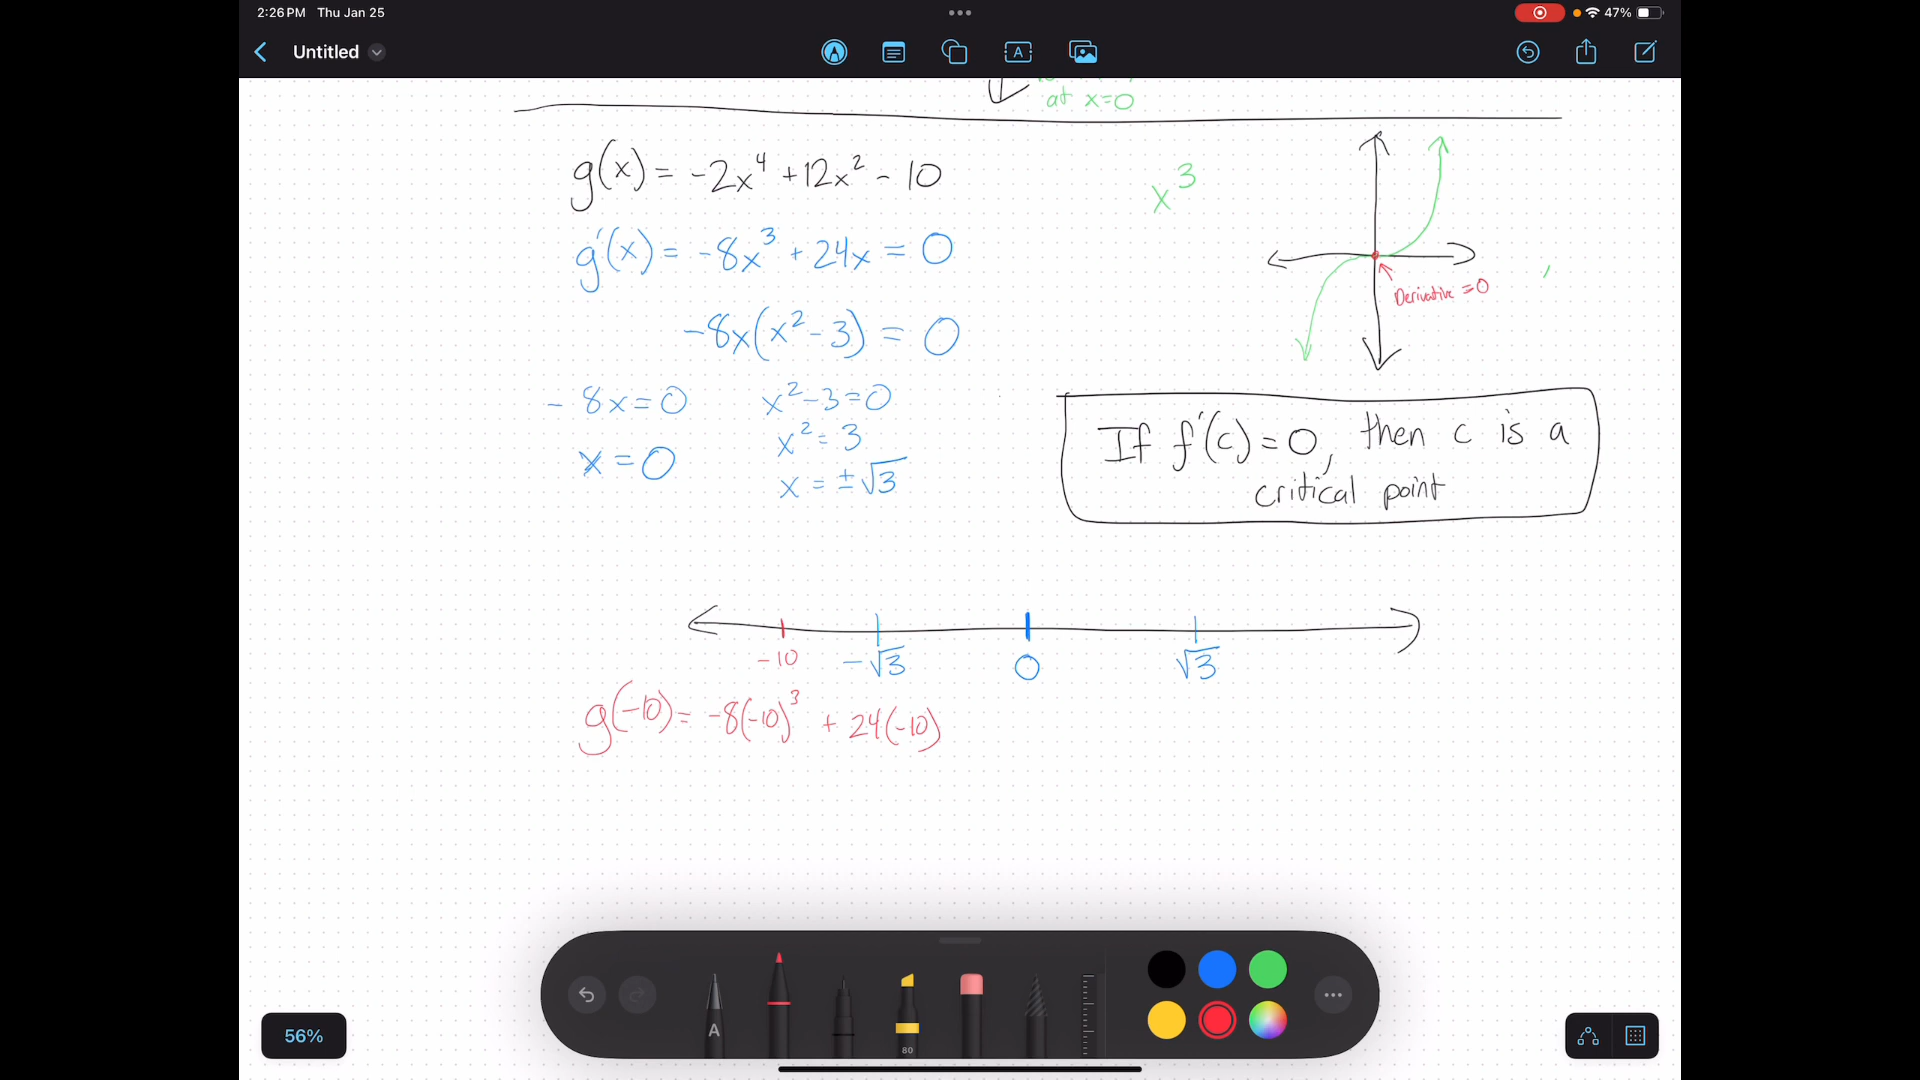 2:26 PM Thu Jan 25
47%
Untitled
A
at x=0
g(x) = -2x⁴ +12x² - 10
x³
g'(x) = -8x³ + 24x = 0
Derivative = 0
-8x(x²-3) = 0
-8x=0
x²-3=0
x=0
x²=3
x = ±√3
If f'(c)=0, then c is a
critical point
-10 -√3 0 √3
g(-10)= -8(-10)³ + 24(-10)
A
80
56%